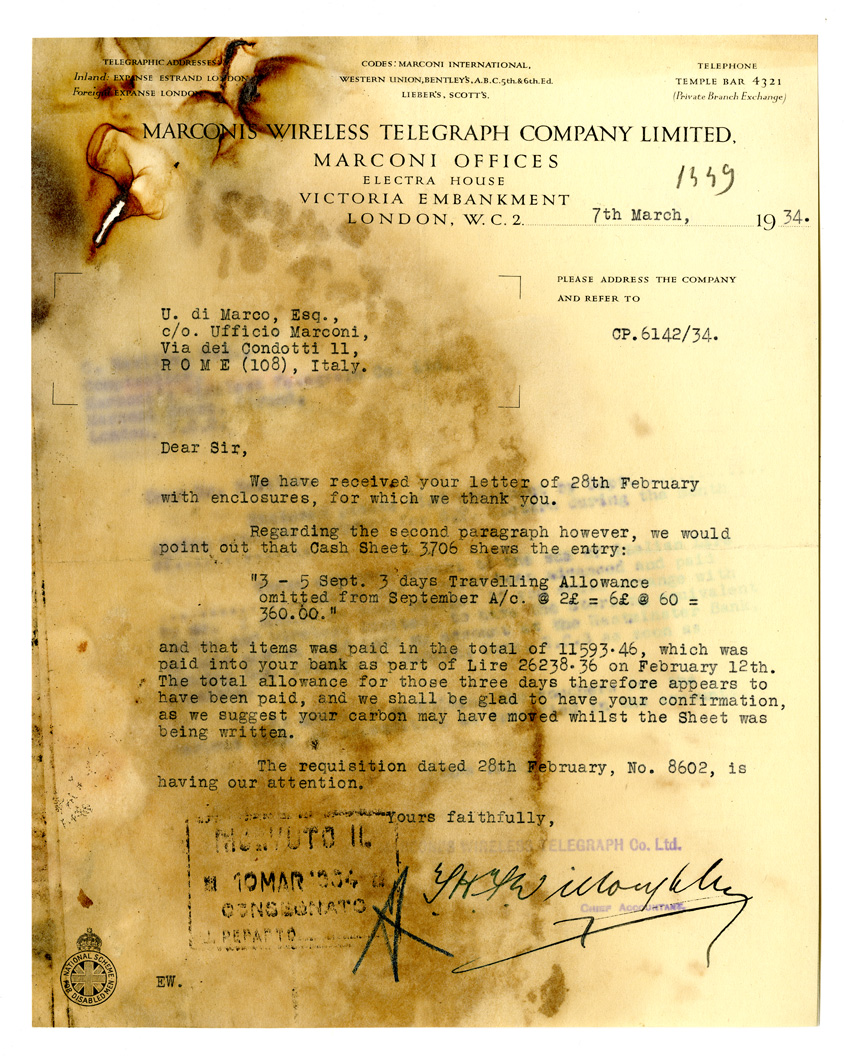 TELEGRAPHIC ADDRESSES
Inland: EXPANSE ESTRAND LONDON
Foreign: EXPANSE LONDON
CODES: MARCONI INTERNATIONAL,
WESTERN UNION, BENTLEY'S, A.B.C. 5th. & 6th. Ed.
LIEBER'S, SCOTT'S.
TELEPHONE
TEMPLE BAR 4321
(Private Branch Exchange)
MARCONI'S WIRELESS TELEGRAPH COMPANY LIMITED,
MARCONI OFFICES
ELECTRA HOUSE
VICTORIA EMBANKMENT
LONDON, W.C. 2. 7th March, 1934.
PLEASE ADDRESS THE COMPANY
AND REFER TO
CP.6142/34.
U. di Marco, Esq.,
c/o. Ufficio Marconi,
Via dei Condotti 11,
R O M E (108), Italy.
Dear Sir,
We have received your letter of 28th February
with enclosures, for which we thank you.
Regarding the second paragraph however, we would
point out that Cash Sheet 3706 shews the entry:
"3 - 5 Sept. 3 days Travelling Allowance
omitted from September A/c. @ 2£ = 6£ @ 60 =
360.00."
and that items was paid in the total of 11593.46, which was
paid into your bank as part of Lire 26238.36 on February 12th.
The total allowance for those three days therefore appears to
have been paid, and we shall be glad to have your confirmation,
as we suggest your carbon may have moved whilst the Sheet was
being written.
The requisition dated 28th February, No. 8602, is
having our attention.
Yours faithfully,
WIRELESS TELEGRAPH Co. Ltd.
Willoughby
CHIEF ACCOUNTANT.
10 MAR 1934
CONSEGNATO
REPARTO
NATIONAL SCHEME
FOR DISABLED MEN
EW.